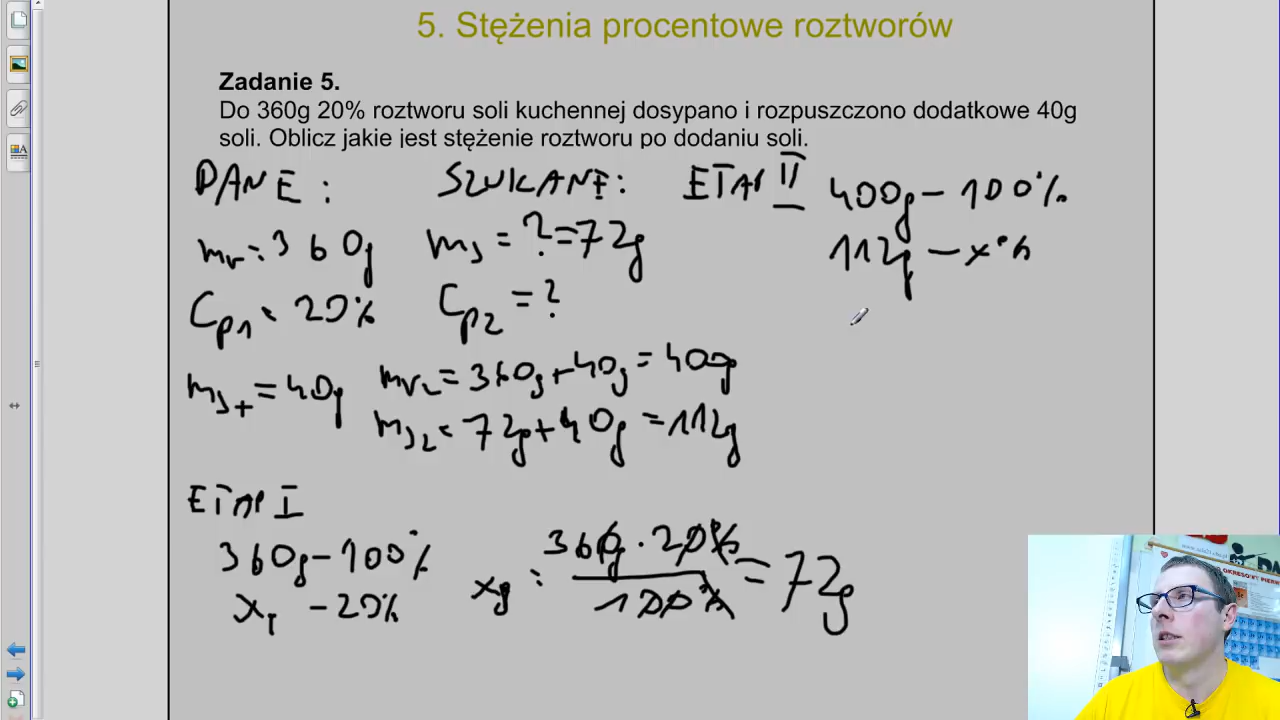 5. Stężenia procentowe roztworów
Zadanie 5.
Do 360g 20% roztworu soli kuchennej dosypano i rozpuszczono dodatkowe 40g
soli. Oblicz jakie jest stężenie roztworu po dodaniu soli.
DANE:
mr = 360g
Cp1 = 20%
ms+ = 40g
SZUKANE:
ms = ? = 72g
Cp2 = ?
mr2 = 360g + 40g = 400g
ms2 = 72g + 40g = 112g
ETAP II
400g – 100%
112g – x%
ETAP I
360g – 100%
xg – 20%
xg = 360g · 20% / 100% = 72g